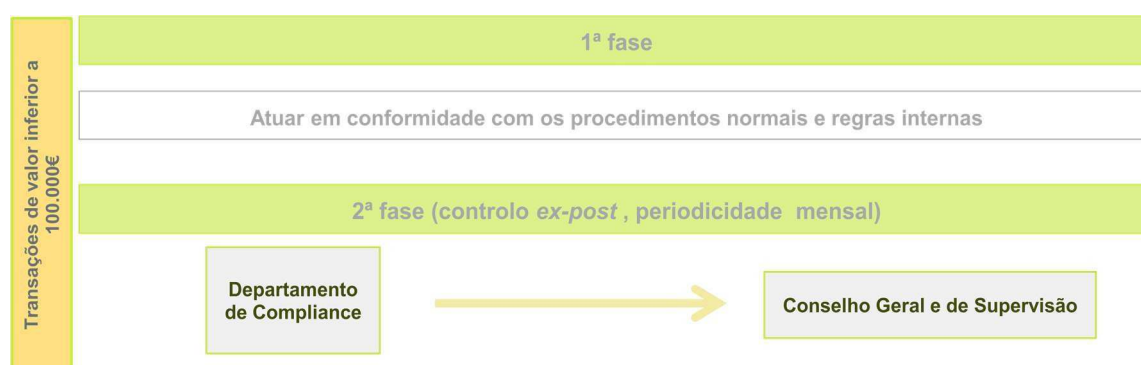 Transações de valor inferior a
100.000€
1ª fase
Atuar em conformidade com os procedimentos normais e regras internas
2ª fase (controlo ex-post , periodicidade mensal)
Departamento
de Compliance
Conselho Geral e de Supervisão